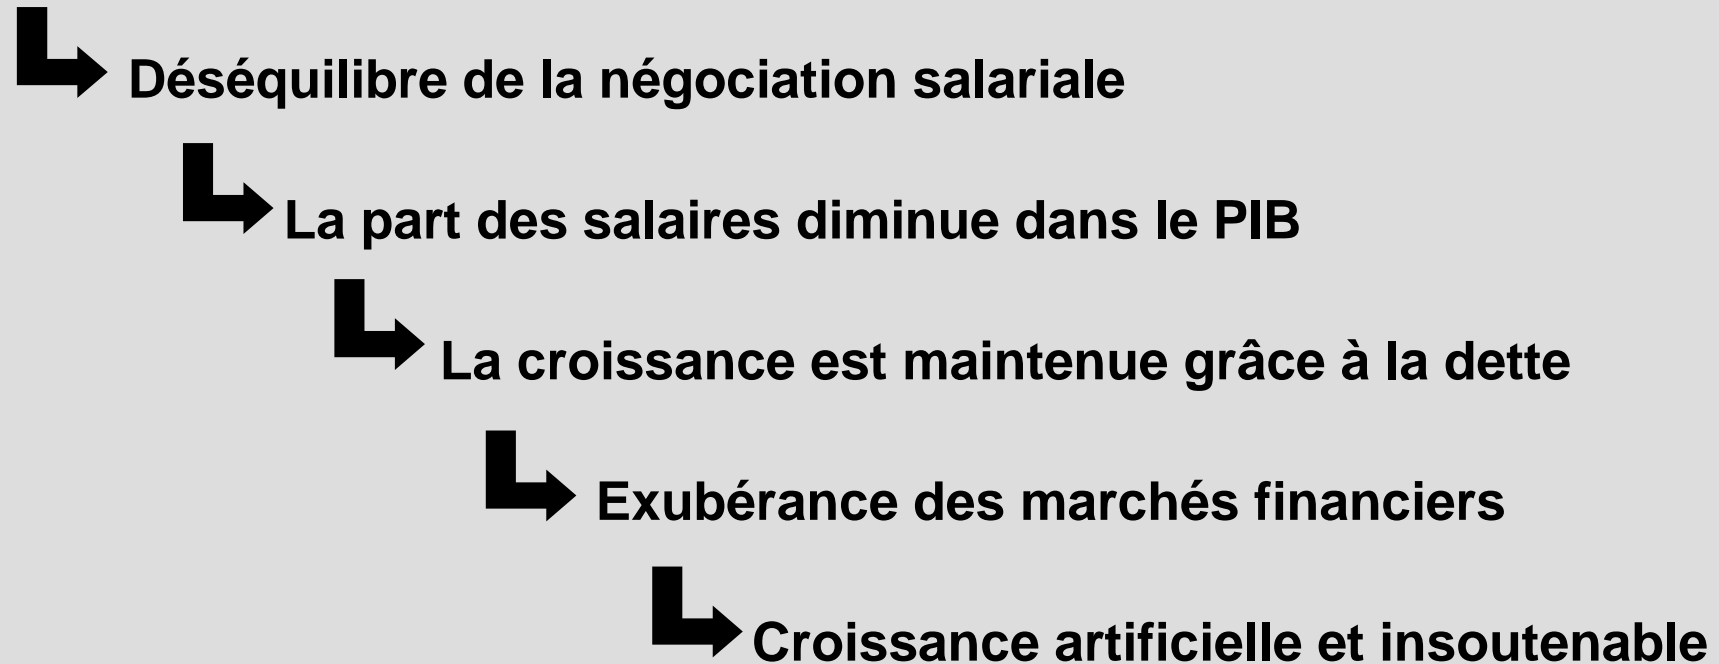 Déséquilibre de la négociation salariale
La part des salaires diminue dans le PIB
La croissance est maintenue grâce à la dette
Exubérance des marchés financiers
Croissance artificielle et insoutenable